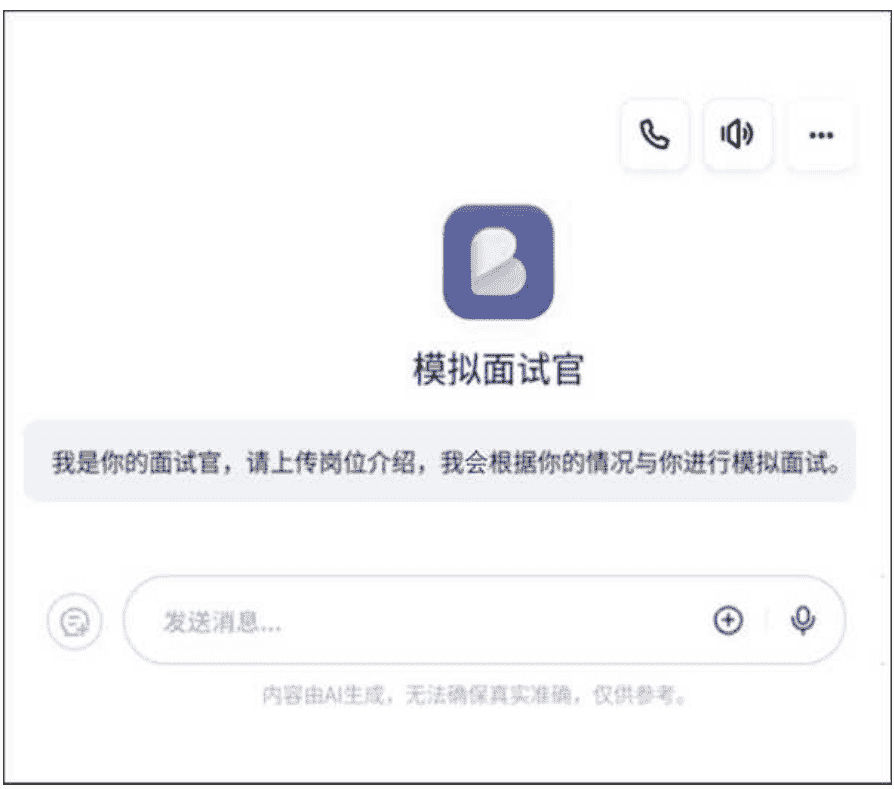 模拟面试官
我是你的面试官，请上传岗位介绍，我会根据你的情况与你进行模拟面试。
发送消息...
内容由AI生成，无法确保真实准确，仅供参考。